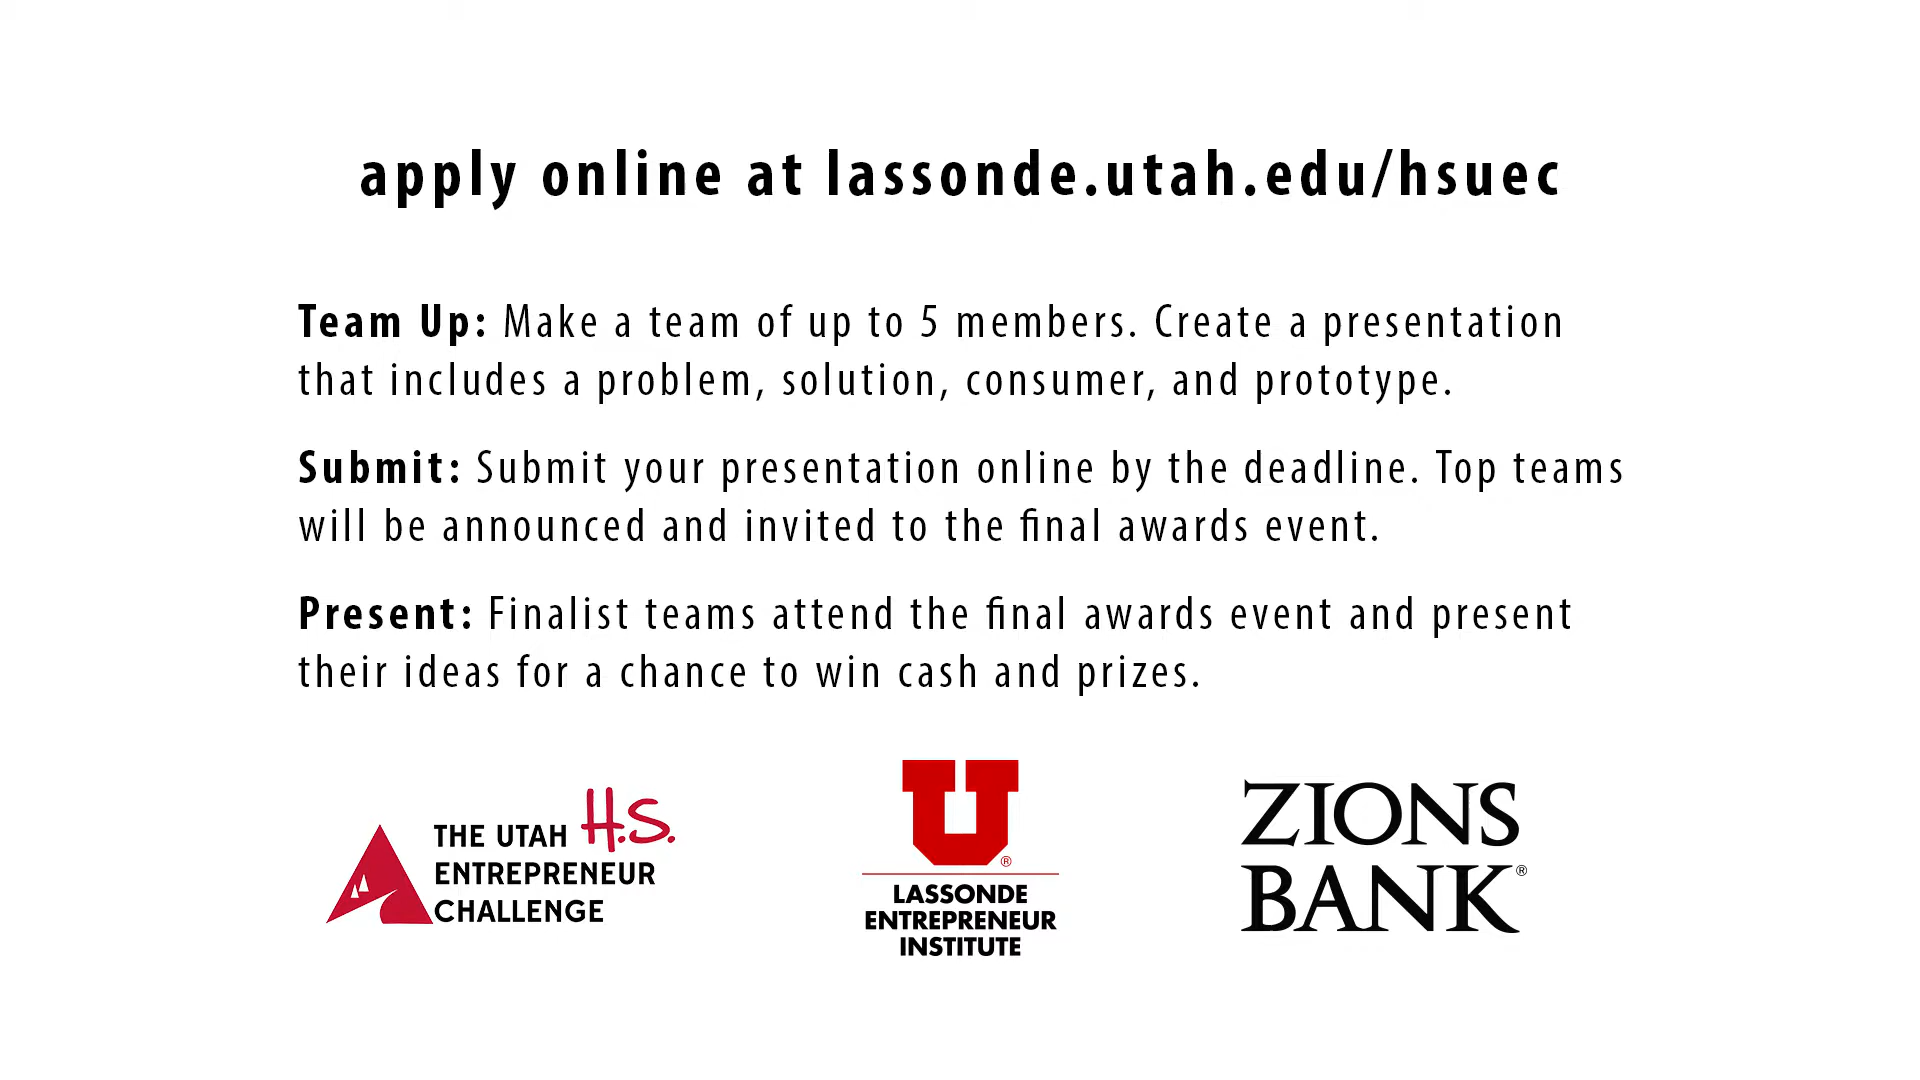 apply online at lassonde.utah.edu/hsuec
Team Up: Make a team of up to 5 members. Create a presentation
that includes a problem, solution, consumer, and prototype.
Submit: Submit your presentation online by the deadline. Top teams
will be announced and invited to the final awards event.
Present: Finalist teams attend the final awards event and present
their ideas for a chance to win cash and prizes.
THE UTAH H.S.
ENTREPRENEUR
CHALLENGE
U®
LASSONDE
ENTREPRENEUR
INSTITUTE
ZIONS
BANK®